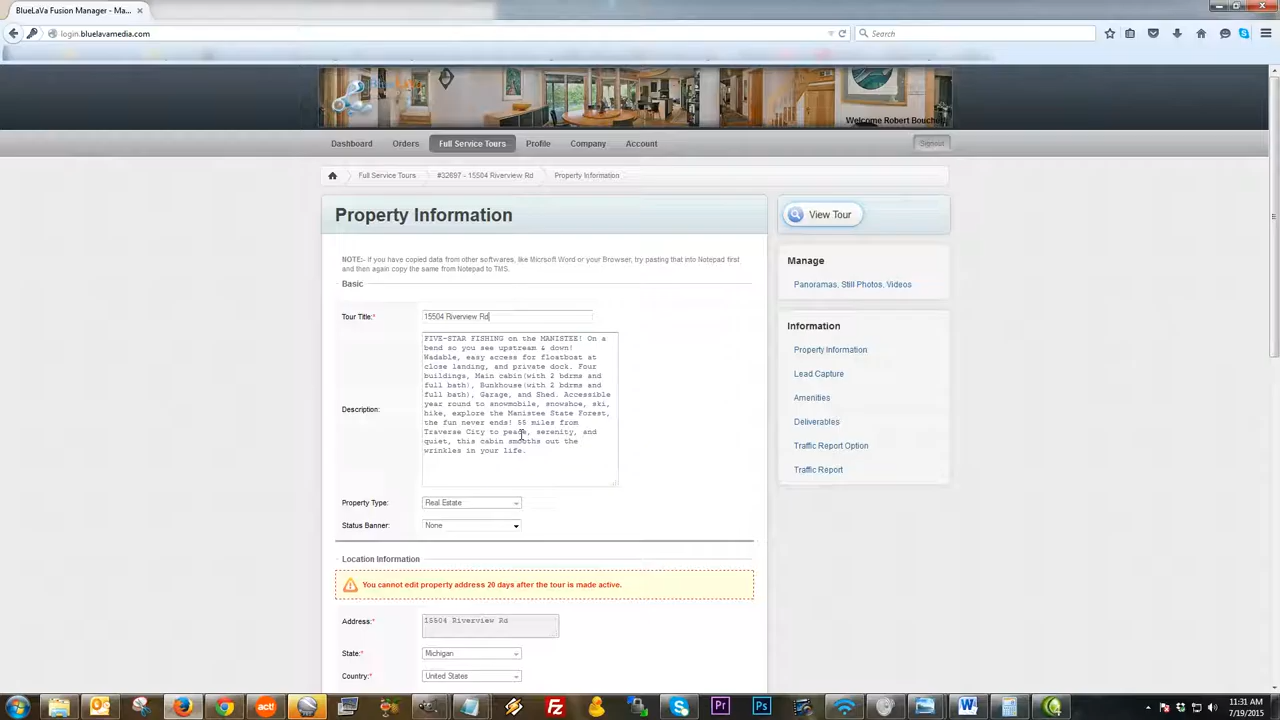 BlueLaVa Fusion Manager - Ma...
login.bluelavamedia.com
Search
BlueLaVa
Welcome Robert Bouchey
Dashboard
Orders
Full Service Tours
Profile
Company
Account
Signout
Full Service Tours
#32697 - 15504 Riverview Rd
Property Information
Property Information
View Tour
NOTE:- If you have copied data from other softwares, like Micrsoft Word or your Browser, try pasting that into Notepad first
and then again copy the same from Notepad to TMS.
Basic
Manage
Panoramas, Still Photos, Videos
Tour Title:*
15504 Riverview Rd
Information
Property Information
Lead Capture
Amenities
Deliverables
Traffic Report Option
Traffic Report
Description:
FIVE-STAR FISHING on the MANISTEE! On a
bend so you see upstream & down!
Wadable, easy access for floatboat at
close landing, and private dock. Four
buildings, Main cabin(with 2 bdrms and
full bath), Bunkhouse(with 2 bdrms and
full bath), Garage, and Shed. Accessible
year round to snowmobile, snowshoe, ski,
hike, explore the Manistee State Forest,
the fun never ends! 55 miles from
Traverse City to peace, serenity, and
quiet, this cabin smooths out the
wrinkles in your life.
Property Type:
Real Estate
Status Banner:
None
Location Information
You cannot edit property address 20 days after the tour is made active.
Address:*
15504 Riverview Rd
State:*
Michigan
Country:*
United States
act!
Fz
Pr
Ps
11:31 AM
7/19/2015